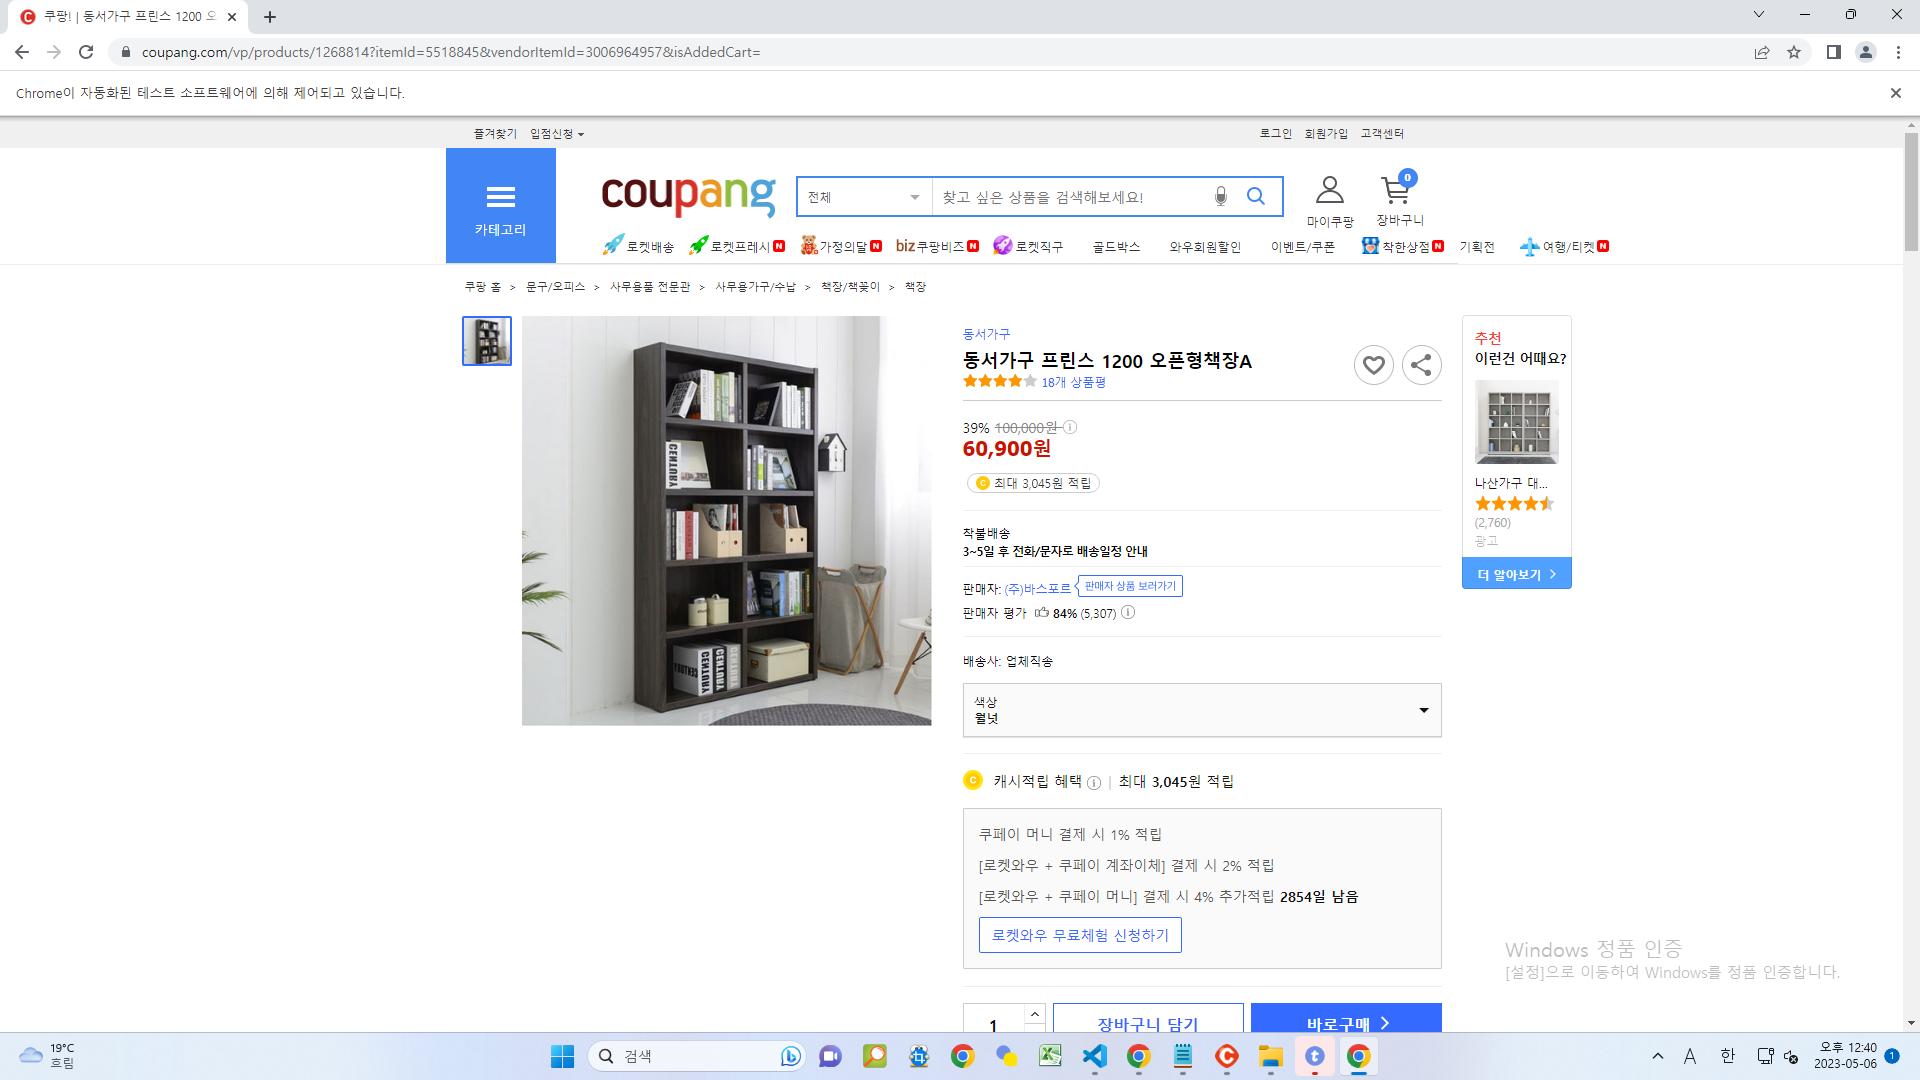 쿠팡! | 동서가구 프린스 1200 오
coupang.com/vp/products/1268814?itemId=5518845&vendorItemId=3006964957&isAddedCart=
Chrome이 자동화된 테스트 소프트웨어에 의해 제어되고 있습니다.
즐겨찾기 입점신청
로그인 회원가입 고객센터
카테고리
coupang
전체
찾고 싶은 상품을 검색해보세요!
마이쿠팡
0
장바구니
로켓배송 로켓프레시 N 가정의달 N biz 쿠팡비즈 N 로켓직구 골드박스 와우회원할인 이벤트/쿠폰 착한상점 N 기획전 여행/티켓 N
쿠팡 홈 > 문구/오피스 > 사무용품 전문관 > 사무용가구/수납 > 책장/책꽂이 > 책장
CENTURY
CENTURY
CENTURY
동서가구
동서가구 프린스 1200 오픈형책장A
18개 상품평
39% 100,000원
60,900원
최대 3,045원 적립
착불배송
3~5일 후 전화/문자로 배송일정 안내
판매자: (주)바스포르 판매자 상품 보러가기
판매자 평가 84% (5,307)
배송사: 업체직송
색상
월넛
캐시적립 혜택 | 최대 3,045원 적립
쿠페이 머니 결제 시 1% 적립
[로켓와우 + 쿠페이 계좌이체] 결제 시 2% 적립
[로켓와우 + 쿠페이 머니] 결제 시 4% 추가적립 2854일 남음
로켓와우 무료체험 신청하기
1
장바구니 담기
바로구매
추천
이런건 어때요?
나산가구 대...
(2,760)
광고
더 알아보기
Windows 정품 인증
[설정]으로 이동하여 Windows를 정품 인증합니다.
19°C
흐림
검색
A
한
오후 12:40
2023-05-06
1